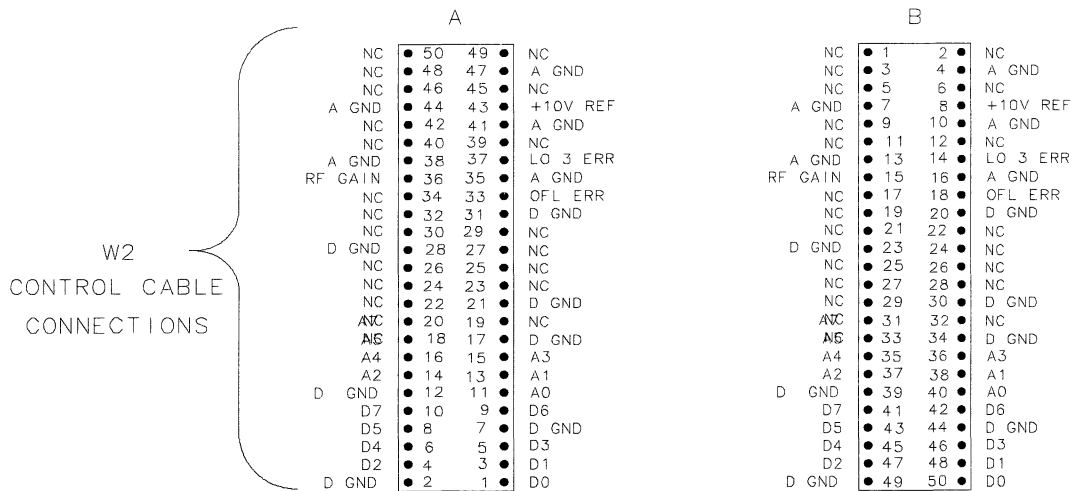 A B
NC 50 49 NC NC 1 2 NC
NC 48 47 A GND NC 3 4 A GND
NC 46 45 NC NC 5 6 NC
A GND 44 43 +10V REF A GND 7 8 +10V REF
NC 42 41 A GND NC 9 10 A GND
NC 40 39 NC NC 11 12 NC
A GND 38 37 LO 3 ERR A GND 13 14 LO 3 ERR
RF GAIN 36 35 A GND RF GAIN 15 16 A GND
NC 34 33 OFL ERR NC 17 18 OFL ERR
NC 32 31 D GND NC 19 20 D GND
NC 30 29 NC NC 21 22 NC
D GND 28 27 NC D GND 23 24 NC
W2
NC 26 25 NC NC 25 26 NC
CONTROL CABLE
NC 24 23 NC NC 27 28 NC
NC 22 21 D GND NC 29 30 D GND
CONNECTIONS
20 19 NC 31 32 NC
18 17 D GND 33 34 D GND
A4 16 15 A3 A4 35 36 A3
A2 14 13 A1 A2 37 38 A1
D GND 12 11 A0 D GND 39 40 A0
D7 10 9 D6 D7 41 42 D6
D5 8 7 D GND D5 43 44 D GND
D4 6 5 D3 D4 45 46 D3
D2 4 3 D1 D2 47 48 D1
D GND 2 1 D0 D GND 49 50 D0